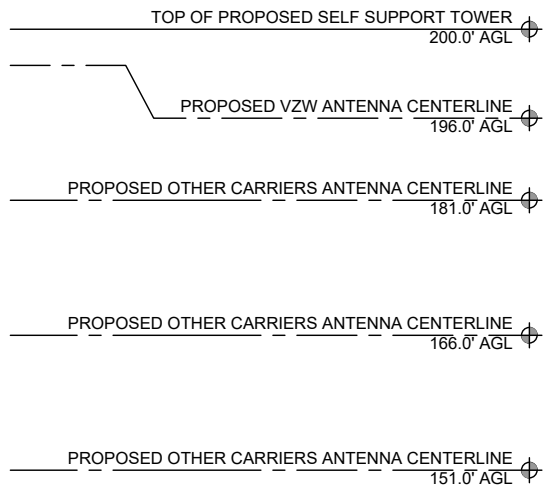 TOP OF PROPOSED SELF SUPPORT TOWER
200.0' AGL
PROPOSED VZW ANTENNA CENTERLINE
196.0' AGL
PROPOSED OTHER CARRIERS ANTENNA CENTERLINE
181.0' AGL
PROPOSED OTHER CARRIERS ANTENNA CENTERLINE
166.0' AGL
PROPOSED OTHER CARRIERS ANTENNA CENTERLINE
151.0' AGL